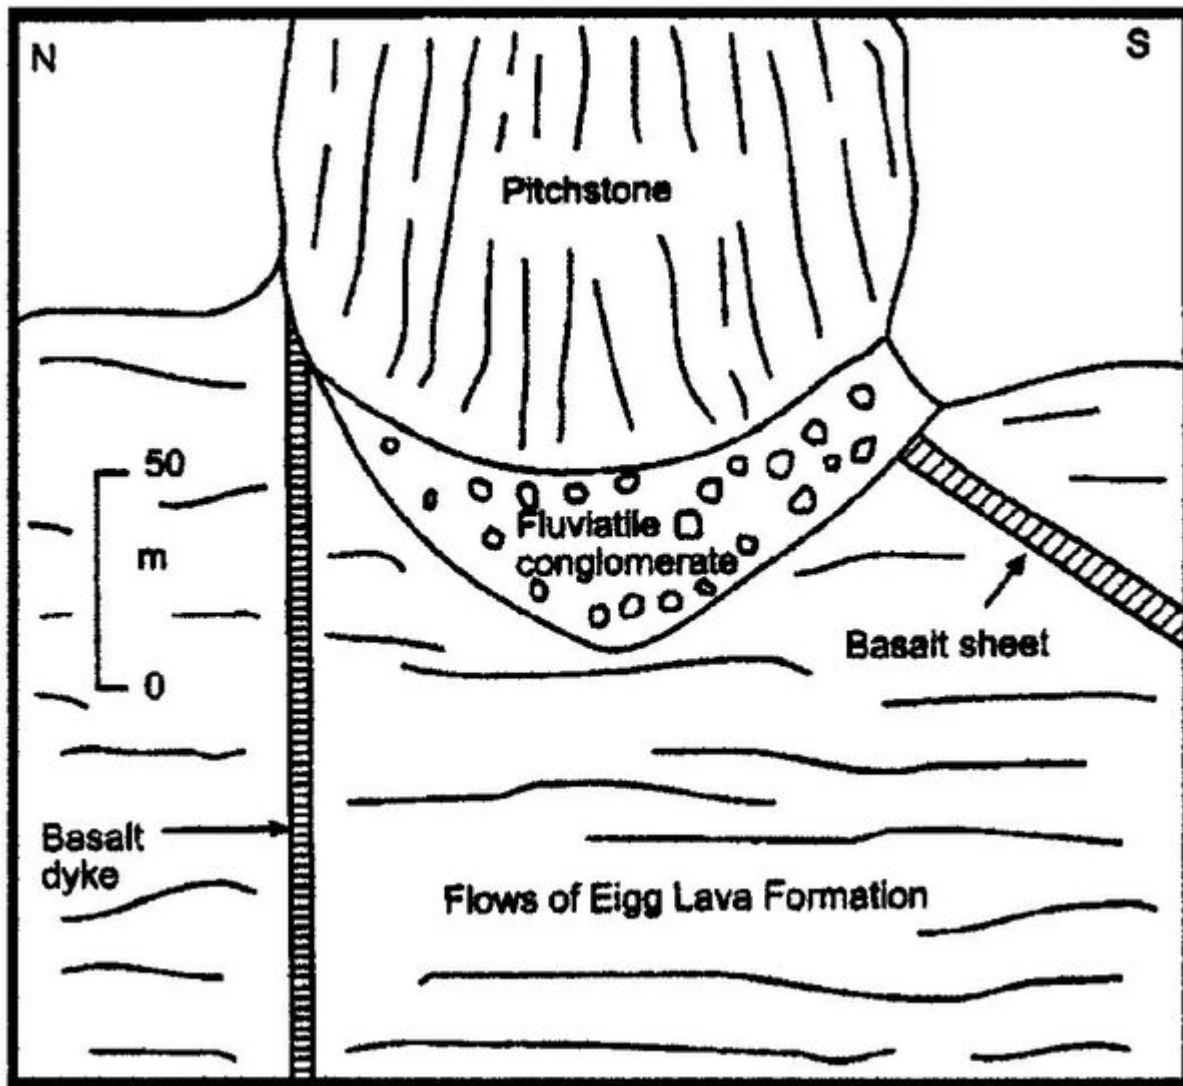 N
S
Pitchstone
50
m
0
Fluviatile
conglomerate
Basalt sheet
Basalt
dyke
Flows of Eigg Lava Formation